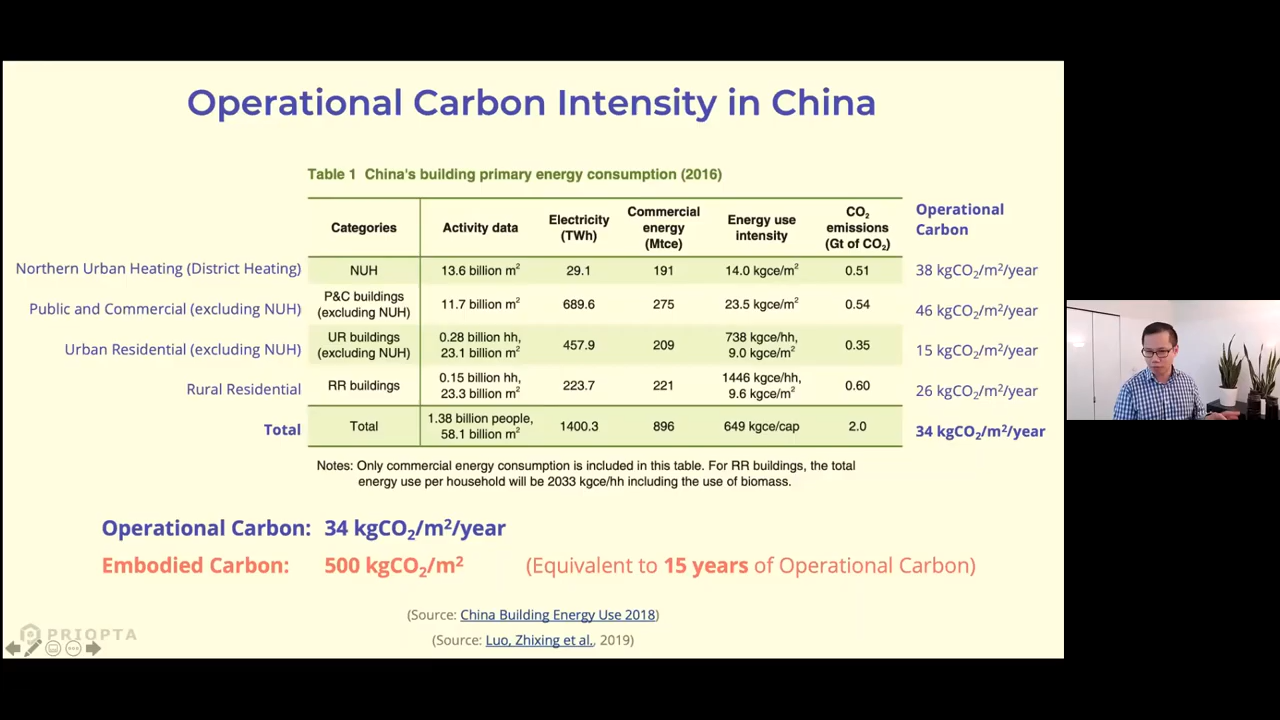 Operational Carbon Intensity in China
Table 1 China's building primary energy consumption (2016)
Categories Activity data Electricity (TWh) Commercial energy (Mtce) Energy use intensity CO₂ emissions (Gt of CO₂) Operational Carbon
Northern Urban Heating (District Heating) NUH 13.6 billion m² 29.1 191 14.0 kgce/m² 0.51 38 kgCO₂/m²/year
Public and Commercial (excluding NUH) P&C buildings (excluding NUH) 11.7 billion m² 689.6 275 23.5 kgce/m² 0.54 46 kgCO₂/m²/year
Urban Residential (excluding NUH) UR buildings (excluding NUH) 0.28 billion hh, 23.1 billion m² 457.9 209 738 kgce/hh, 9.0 kgce/m² 0.35 15 kgCO₂/m²/year
Rural Residential RR buildings 0.15 billion hh, 23.3 billion m² 223.7 221 1446 kgce/hh, 9.6 kgce/m² 0.60 26 kgCO₂/m²/year
Total Total 1.38 billion people, 58.1 billion m² 1400.3 896 649 kgce/cap 2.0 34 kgCO₂/m²/year
Notes: Only commercial energy consumption is included in this table. For RR buildings, the total
energy use per household will be 2033 kgce/hh including the use of biomass.
Operational Carbon: 34 kgCO₂/m²/year
Embodied Carbon: 500 kgCO₂/m² (Equivalent to 15 years of Operational Carbon)
(Source: China Building Energy Use 2018)
(Source: Luo, Zhixing et al., 2019)
PRIOPTA